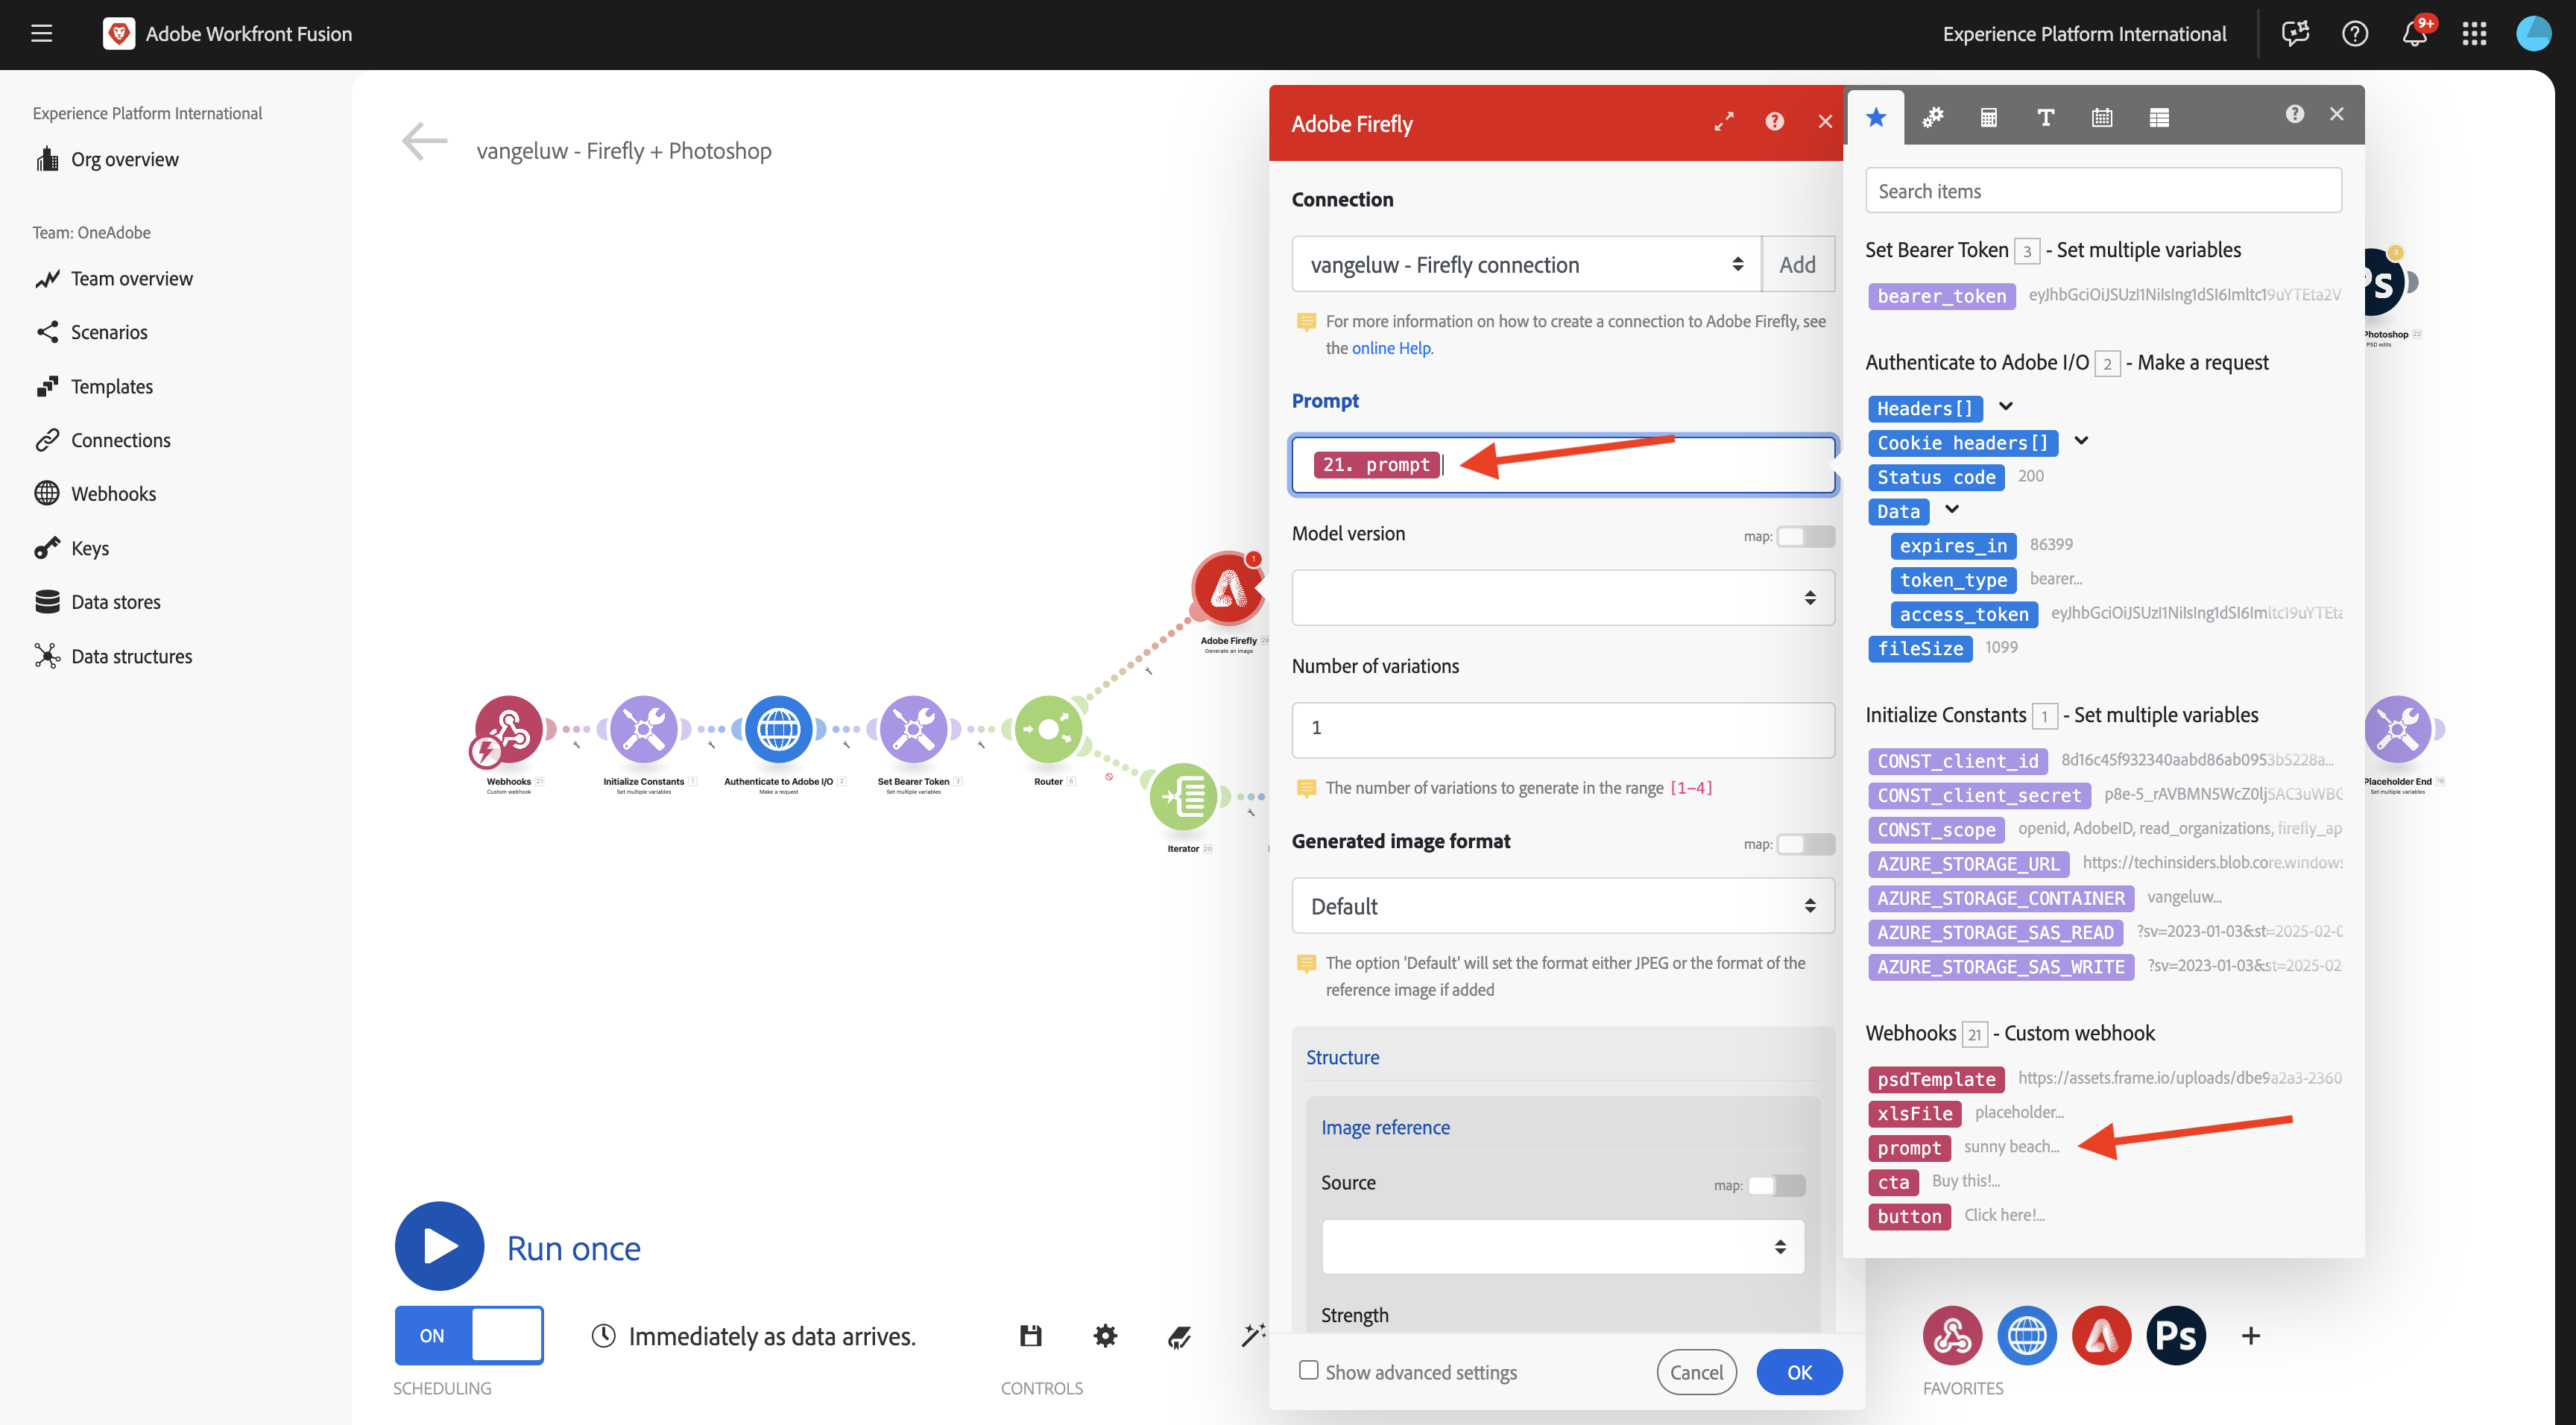 Adobe Workfront Fusion
Experience Platform International
9+
Experience Platform International
Org overview
Team: OneAdobe
Team overview
Scenarios
Templates
Connections
Webhooks
Keys
Data stores
Data structures
vangeluw - Firefly + Photoshop
1
Adobe Firefly
Generate an image
Webhooks 21
Custom webhook
Initialize Constants 1
Set multiple variables
Authenticate to Adobe I/O 2
Make a request
Set Bearer Token 3
Set multiple variables
Router 6
Iterator 20
Run once
ON
Immediately as data arrives.
SCHEDULING
CONTROLS
Adobe Firefly
Connection
vangeluw - Firefly connection
Add
For more information on how to create a connection to Adobe Firefly, see
the online Help.
Prompt
21. prompt
Model version
map:
Number of variations
1
The number of variations to generate in the range [1–4]
Generated image format
map:
Default
The option 'Default' will set the format either JPEG or the format of the
reference image if added
Structure
Image reference
Source
map:
Strength
Show advanced settings
Cancel
OK
Search items
Set Bearer Token 3 - Set multiple variables
bearer_token
Authenticate to Adobe I/O 2 - Make a request
Headers[]
Cookie headers[]
Status code 200
Data
expires_in 86399
token_type bearer...
access_token
fileSize 1099
Initialize Constants 1 - Set multiple variables
CONST_client_id 8d16c45f932340aabd86ab0953b5228a...
CONST_client_secret
CONST_scope openid, AdobeID, read_organizations, firefly_ap
AZURE_STORAGE_URL https://techinsiders.blob.core.windows
AZURE_STORAGE_CONTAINER vangeluw...
AZURE_STORAGE_SAS_READ ?sv=2023-01-03&st=2025-02-0
AZURE_STORAGE_SAS_WRITE ?sv=2023-01-03&st=2025-02-
Webhooks 21 - Custom webhook
psdTemplate https://assets.frame.io/uploads/dbe9a2a3-2360
xlsFile placeholder...
prompt sunny beach...
cta Buy this!...
button Click here!...
Ps
Photoshop 22
PSD edits
Placeholder End 18
Set multiple variables
Ps
FAVORITES